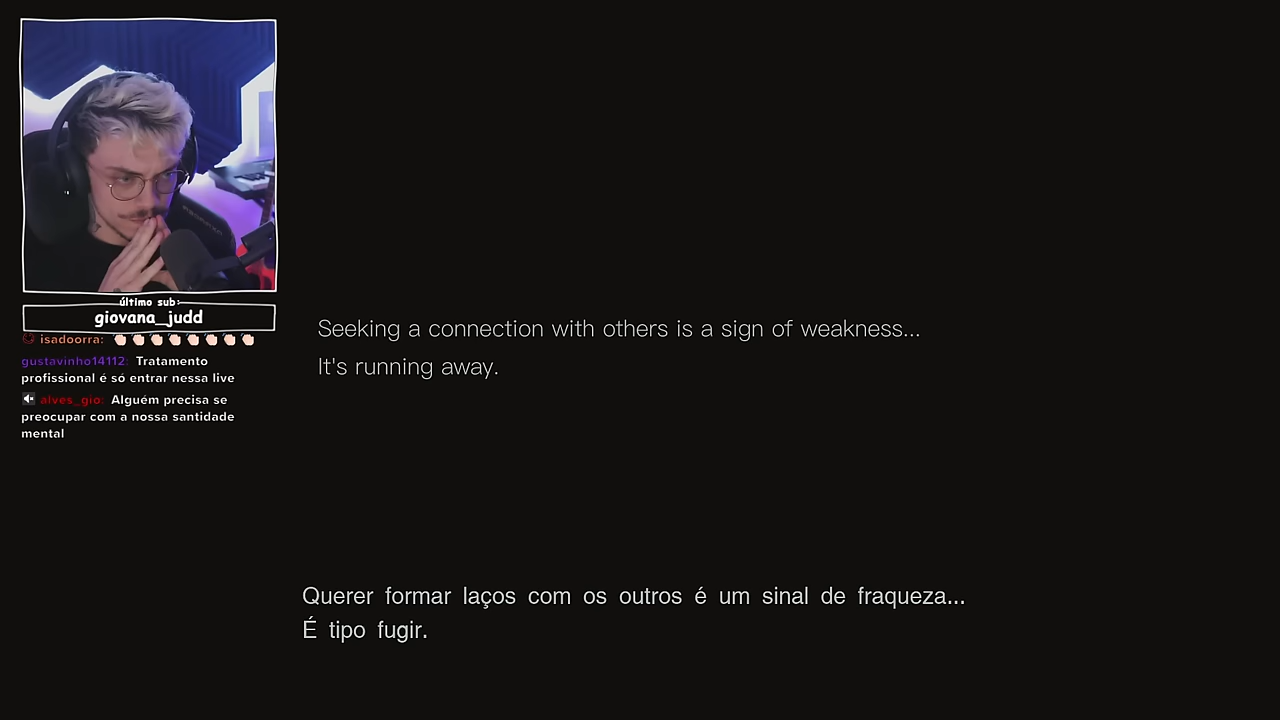 último sub:
giovana_judd
isadoorra:
gustavinho14112: Tratamento
profissional é só entrar nessa live
alves_gio: Alguém precisa se
preocupar com a nossa santidade
mental
Seeking a connection with others is a sign of weakness...
It's running away.
Querer formar laços com os outros é um sinal de fraqueza...
É tipo fugir.